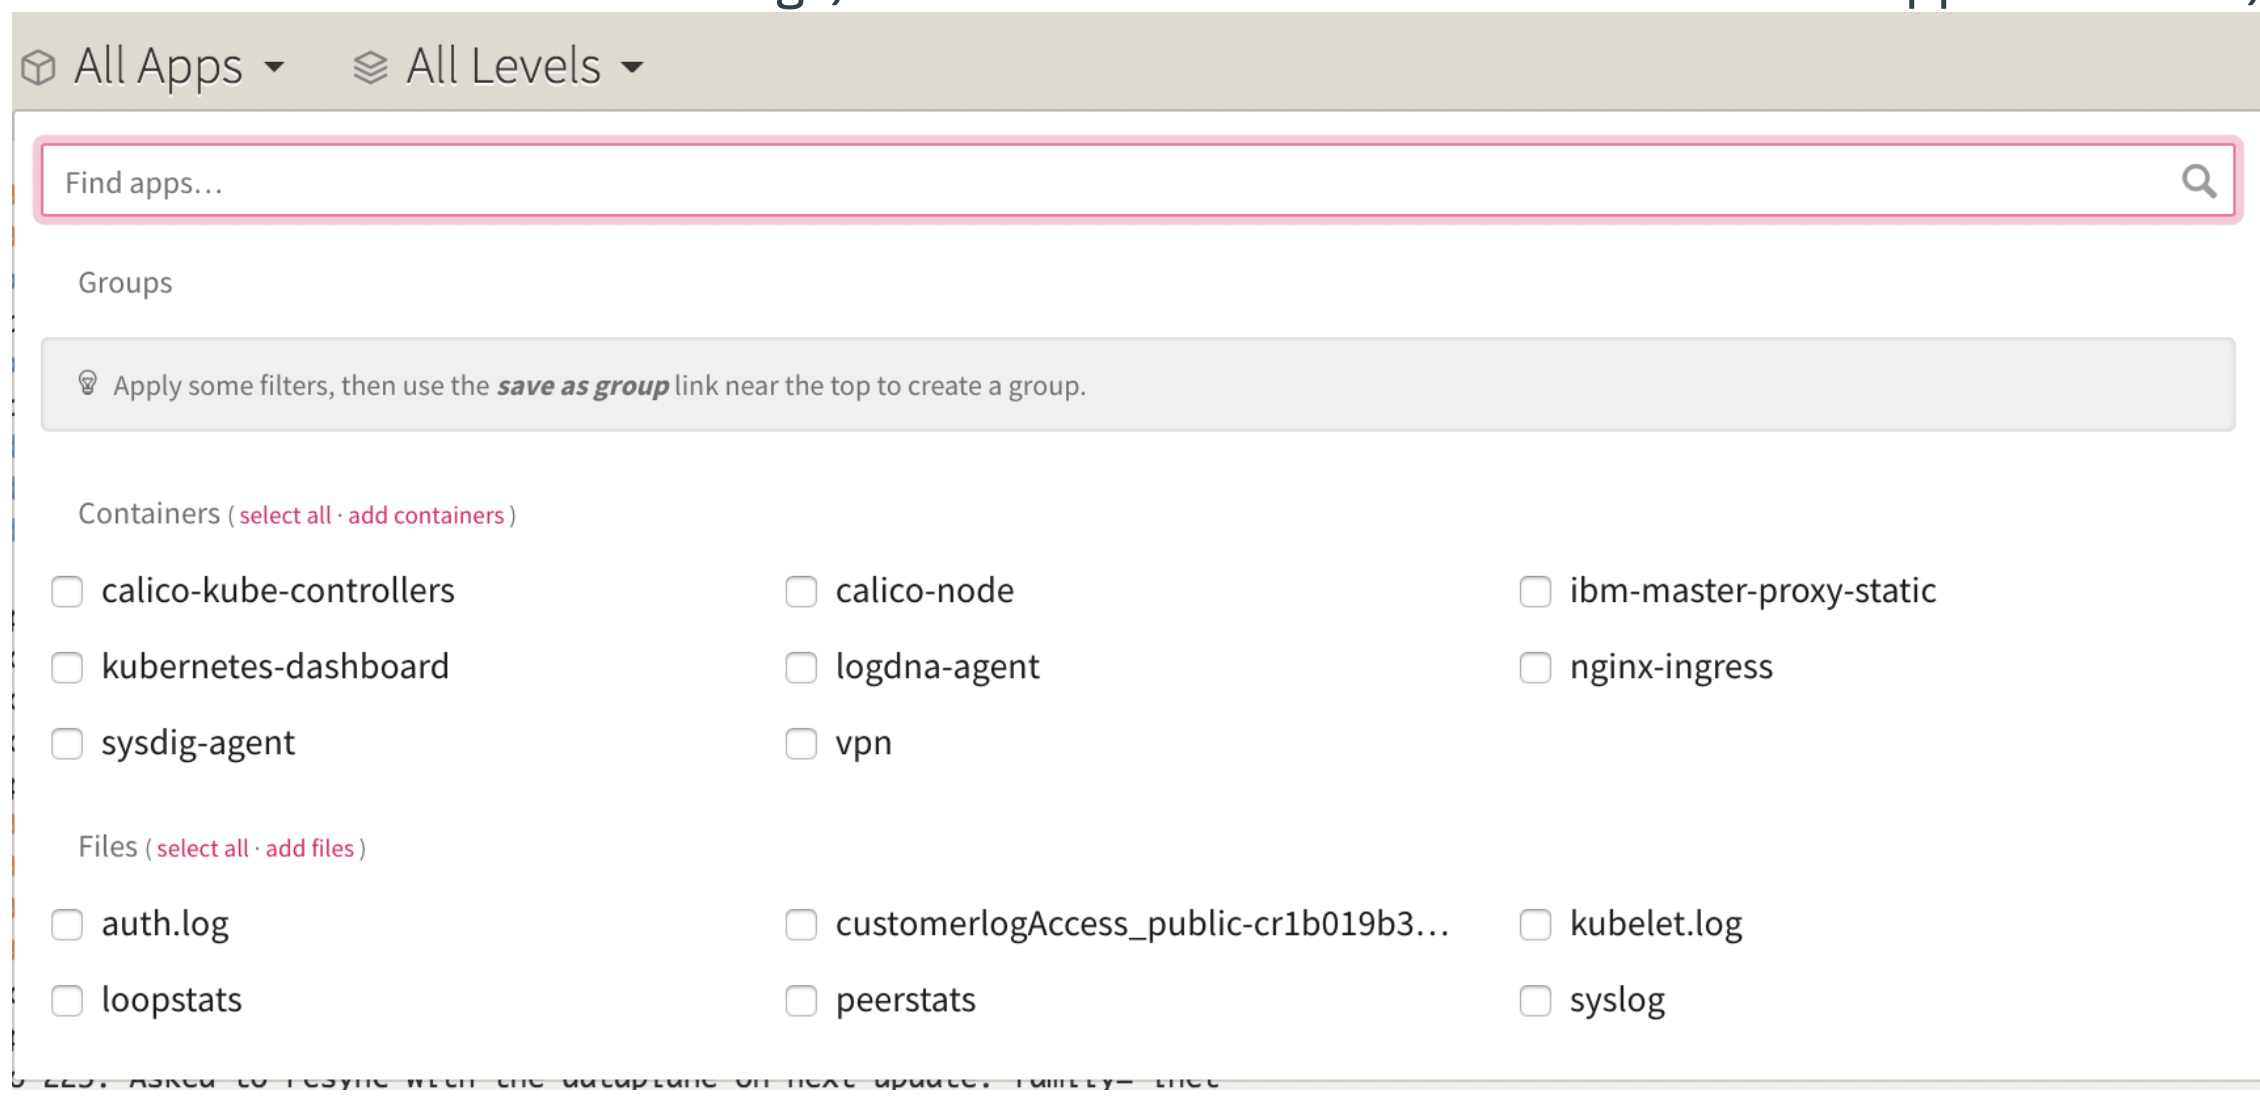 All Apps All Levels
Find apps…
Groups
Apply some filters, then use the save as group link near the top to create a group.
Containers ( select all · add containers )
calico-kube-controllers calico-node ibm-master-proxy-static
kubernetes-dashboard logdna-agent nginx-ingress
sysdig-agent vpn
Files ( select all · add files )
auth.log customerlogAccess_public-cr1b019b3… kubelet.log
loopstats peerstats syslog
Asked to resync with the dataplane on next update.